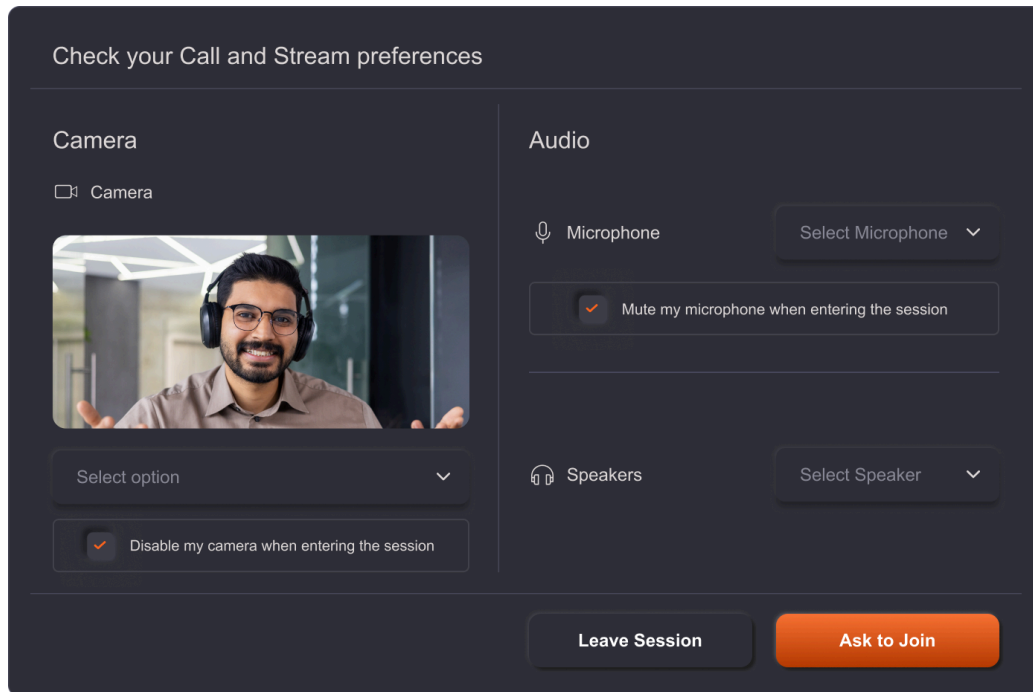 Check your Call and Stream preferences
Camera
Camera
Select option
Disable my camera when entering the session
Audio
Microphone
Select Microphone
Mute my microphone when entering the session
Speakers
Select Speaker
Leave Session
Ask to Join